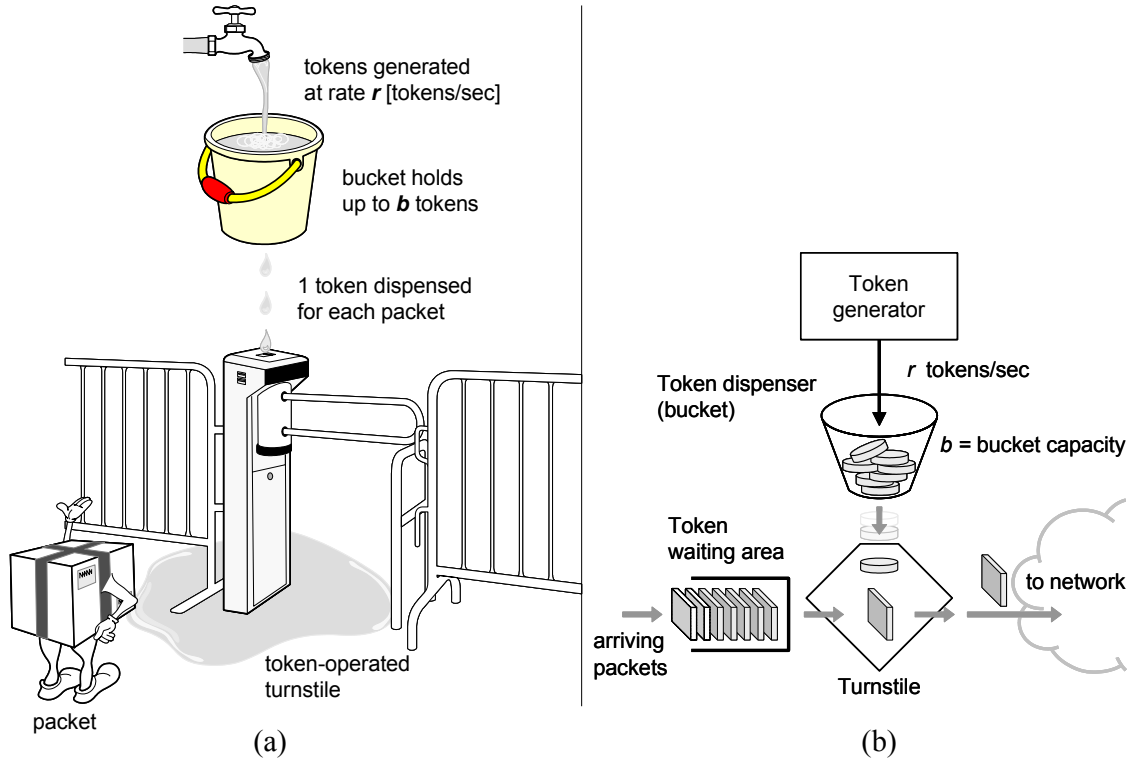 tokens generated
at rate r [tokens/sec]
bucket holds
up to b tokens
1 token dispensed
for each packet
token-operated
turnstile
packet
(a)
Token
generator
r tokens/sec
Token dispenser
(bucket)
b = bucket capacity
Token
waiting area
to network
arriving
packets
Turnstile
(b)